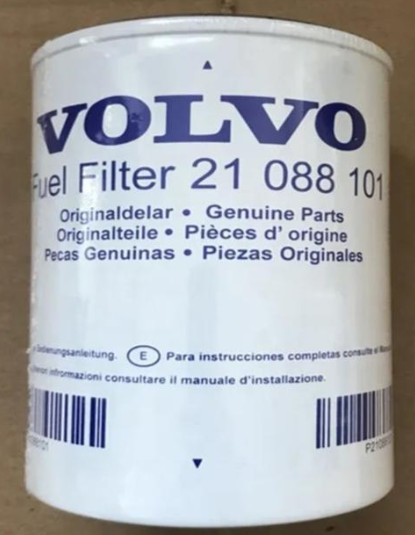 VOLVO
Fuel Filter 21 088 101
Originaldelar • Genuine Parts
Originalteile • Pièces d' origine
Pecas Genuinas • Piezas Originales
Bedienungsanleitung. E Para instrucciones completas consulte el
informazioni consultare il manuale d'installazione.